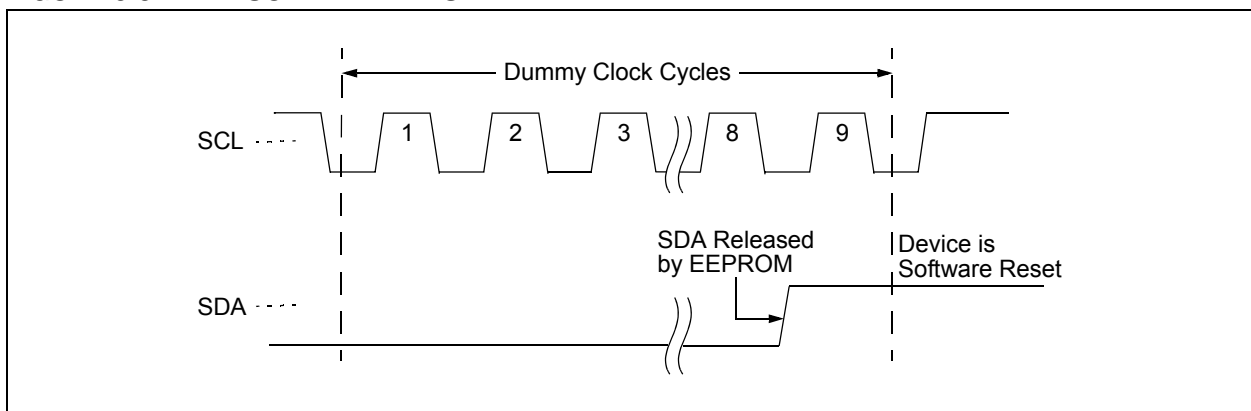 Dummy Clock Cycles
SCL
1 2 3 8 9
SDA Released
by EEPROM
Device is
Software Reset
SDA